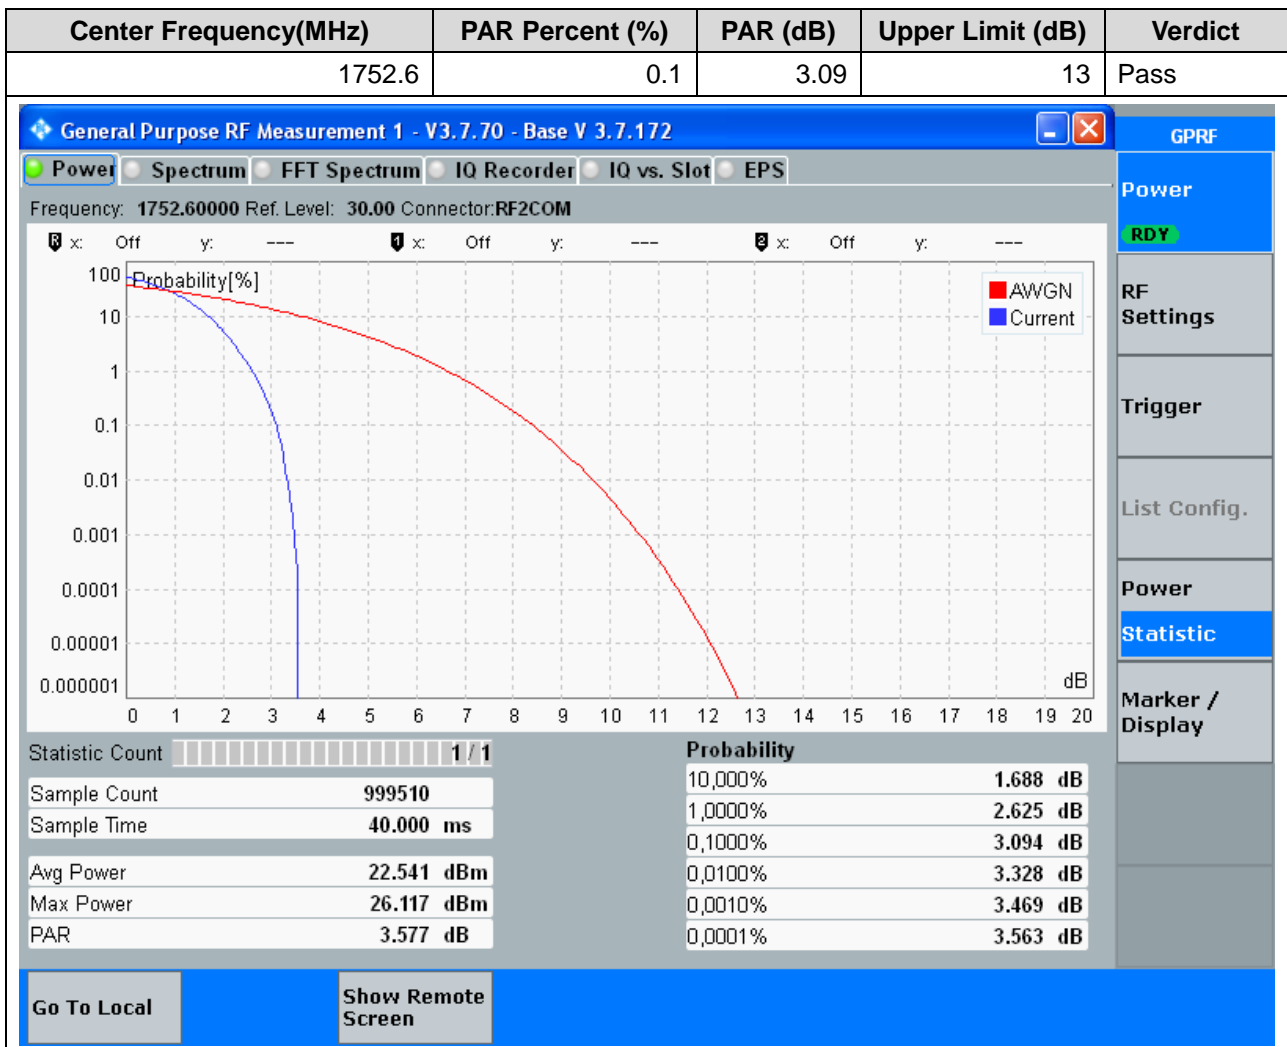 Center Frequency(MHz) PAR Percent (%) PAR (dB) Upper Limit (dB) Verdict
1752.6 0.1 3.09 13 Pass
General Purpose RF Measurement 1 - V3.7.70 - Base V 3.7.172
GPRF
Power Spectrum FFT Spectrum IQ Recorder IQ vs. Slot EPS
Power
RDY
Frequency: 1752.60000 Ref. Level: 30.00 Connector:RF2COM
R x: Off y: --- 1 x: Off y: --- 2 x: Off y: ---
Probability[%]
AWGN
Current
100
10
1
0.1
0.01
0.001
0.0001
0.00001
0.000001
dB
0 1 2 3 4 5 6 7 8 9 10 11 12 13 14 15 16 17 18 19 20
RF
Settings
Trigger
List Config.
Power
Statistic
Marker /
Display
Statistic Count 1 / 1
Sample Count 999510
Sample Time 40.000 ms
Avg Power 22.541 dBm
Max Power 26.117 dBm
PAR 3.577 dB
Probability
10,000% 1.688 dB
1,0000% 2.625 dB
0,1000% 3.094 dB
0,0100% 3.328 dB
0,0010% 3.469 dB
0,0001% 3.563 dB
Go To Local
Show Remote
Screen